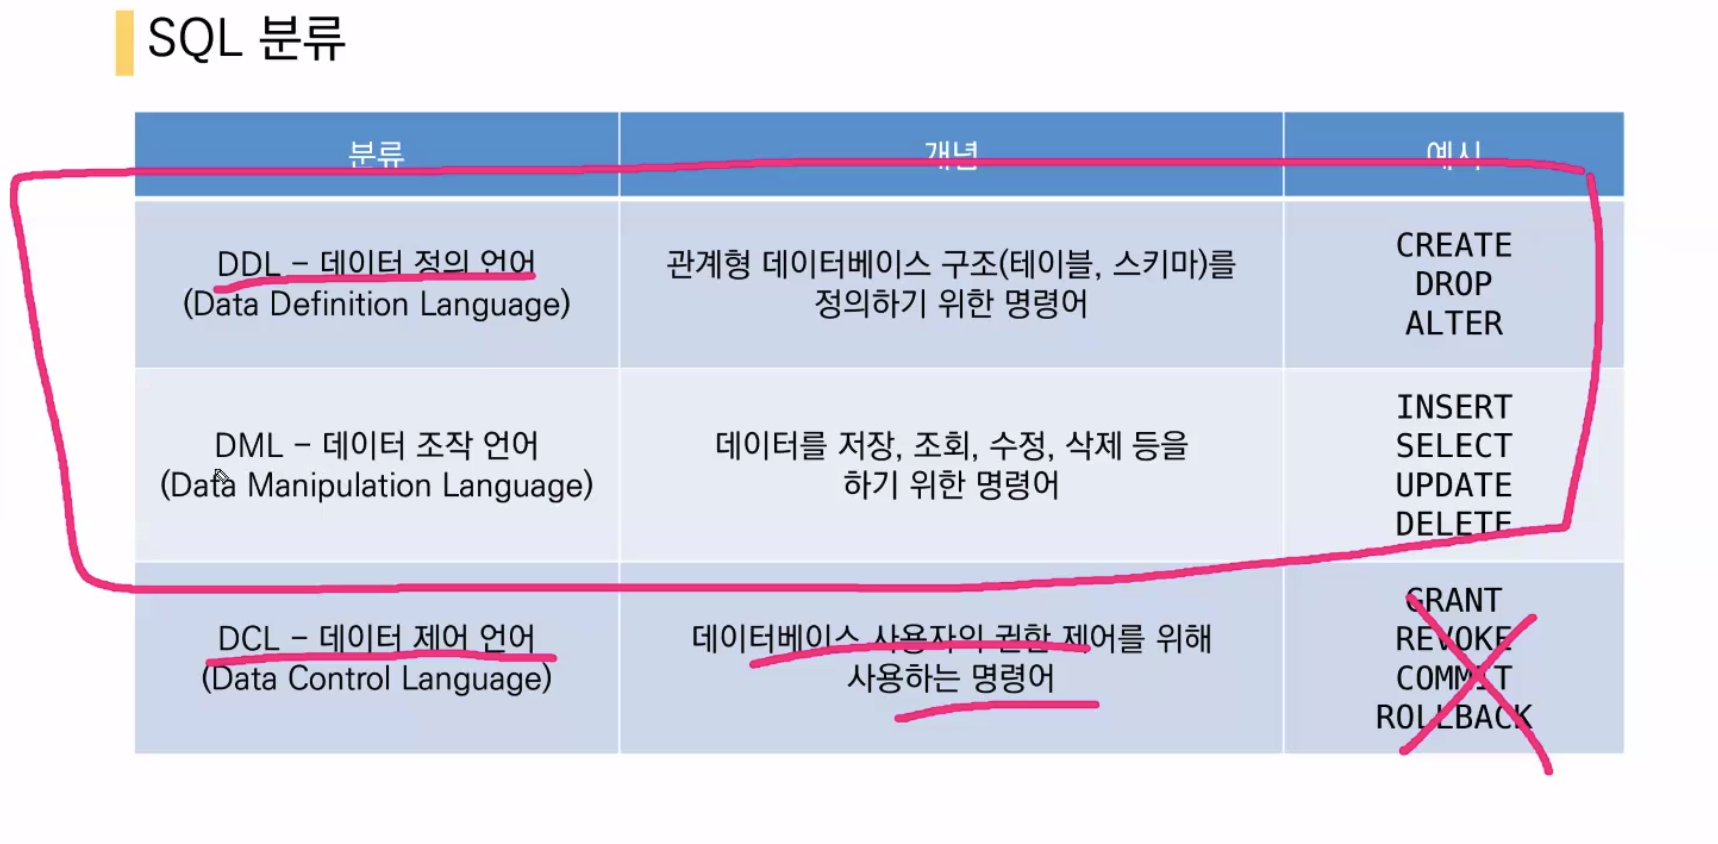 SQL 분류
분류
개념
예시
DDL – 데이터 정의 언어
(Data Definition Language)
관계형 데이터베이스 구조(테이블, 스키마)를
정의하기 위한 명령어
CREATE
DROP
ALTER
DML – 데이터 조작 언어
(Data Manipulation Language)
데이터를 저장, 조회, 수정, 삭제 등을
하기 위한 명령어
INSERT
SELECT
UPDATE
DELETE
DCL – 데이터 제어 언어
(Data Control Language)
데이터베이스 사용자의 권한 제어를 위해
사용하는 명령어
GRANT
REVOKE
COMMIT
ROLLBACK